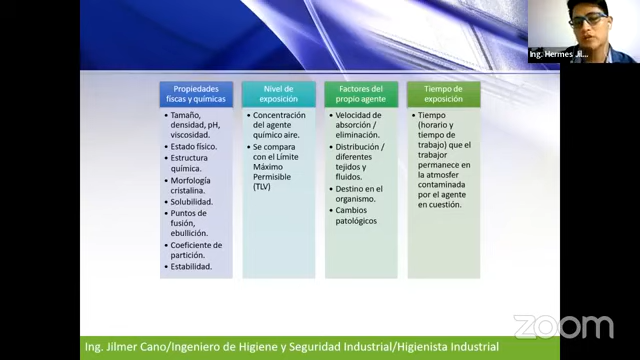 Ing. Hermes Jil...
Propiedades
físcas y químicas
• Tamaño,
densidad, pH,
viscosidad.
• Estado físico.
• Estructura
química.
• Morfología
cristalina.
• Solubilidad.
• Puntos de
fusión,
ebullición.
• Coeficiente de
partición.
• Estabilidad.
Nivel de
exposición
• Concentración
del agente
químico aire.
• Se compara
con el Límite
Máximo
Permisible
(TLV)
Factores del
propio agente
• Velocidad de
absorción /
eliminación.
• Distribución /
diferentes
tejidos y
fluidos.
• Destino en el
organismo.
• Cambios
patológicos
Tiempo de
exposición
• Tiempo
(horario y
tiempo de
trabajo) que el
trabajor
permanece en
la atmosfer
contaminada
por el agente
en cuestión.
zoom
Ing. Jilmer Cano/Ingeniero de Higiene y Seguridad Industrial/Higienista Industrial